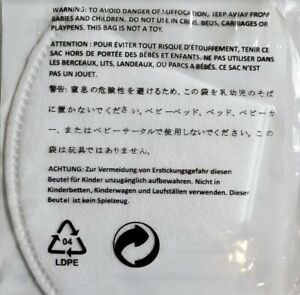 WARNING: TO AVOID DANGER OF SUFFOCATION, KEEP AWAY FROM
BABIES AND CHILDREN. DO NOT USE IN CRIBS, BEDS, CARRIAGES OR
PLAYPENS. THIS BAG IS NOT A TOY.
ATTENTION : POUR ÉVITER TOUT RISQUE D'ÉTOUFFEMENT, TENIR CE
SAC HORS DE PORTÉE DES BÉBÉS ET ENFANTS. NE PAS UTILISER DANS
LES BERCEAUX, LITS, LANDEAUX, OU PARCS A BÉBÉS. CE SAC N'EST
PAS UN JOUET.
警告: 窒息の危険性を避けるため、この袋を乳幼児のそば
に置かないでください。ベビーベッド、ベッド、ベビーカ
ー、またはベビーサークルで使用しないでください。この
袋は玩具ではありません。
ACHTUNG: Zur Vermeidung von Erstickungsgefahr diesen
Beutel für Kinder unzugänglich aufbewahren. Nicht in
Kinderbetten, Kinderwagen und Laufställen verwenden. Dieser
Beutel ist kein Spielzeug.
04
LDPE